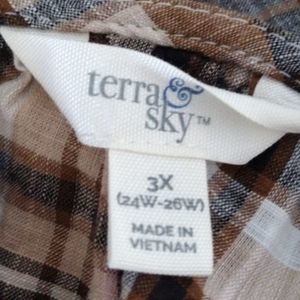 terra &
sky™
3X
(24W-26W)
MADE IN
VIETNAM